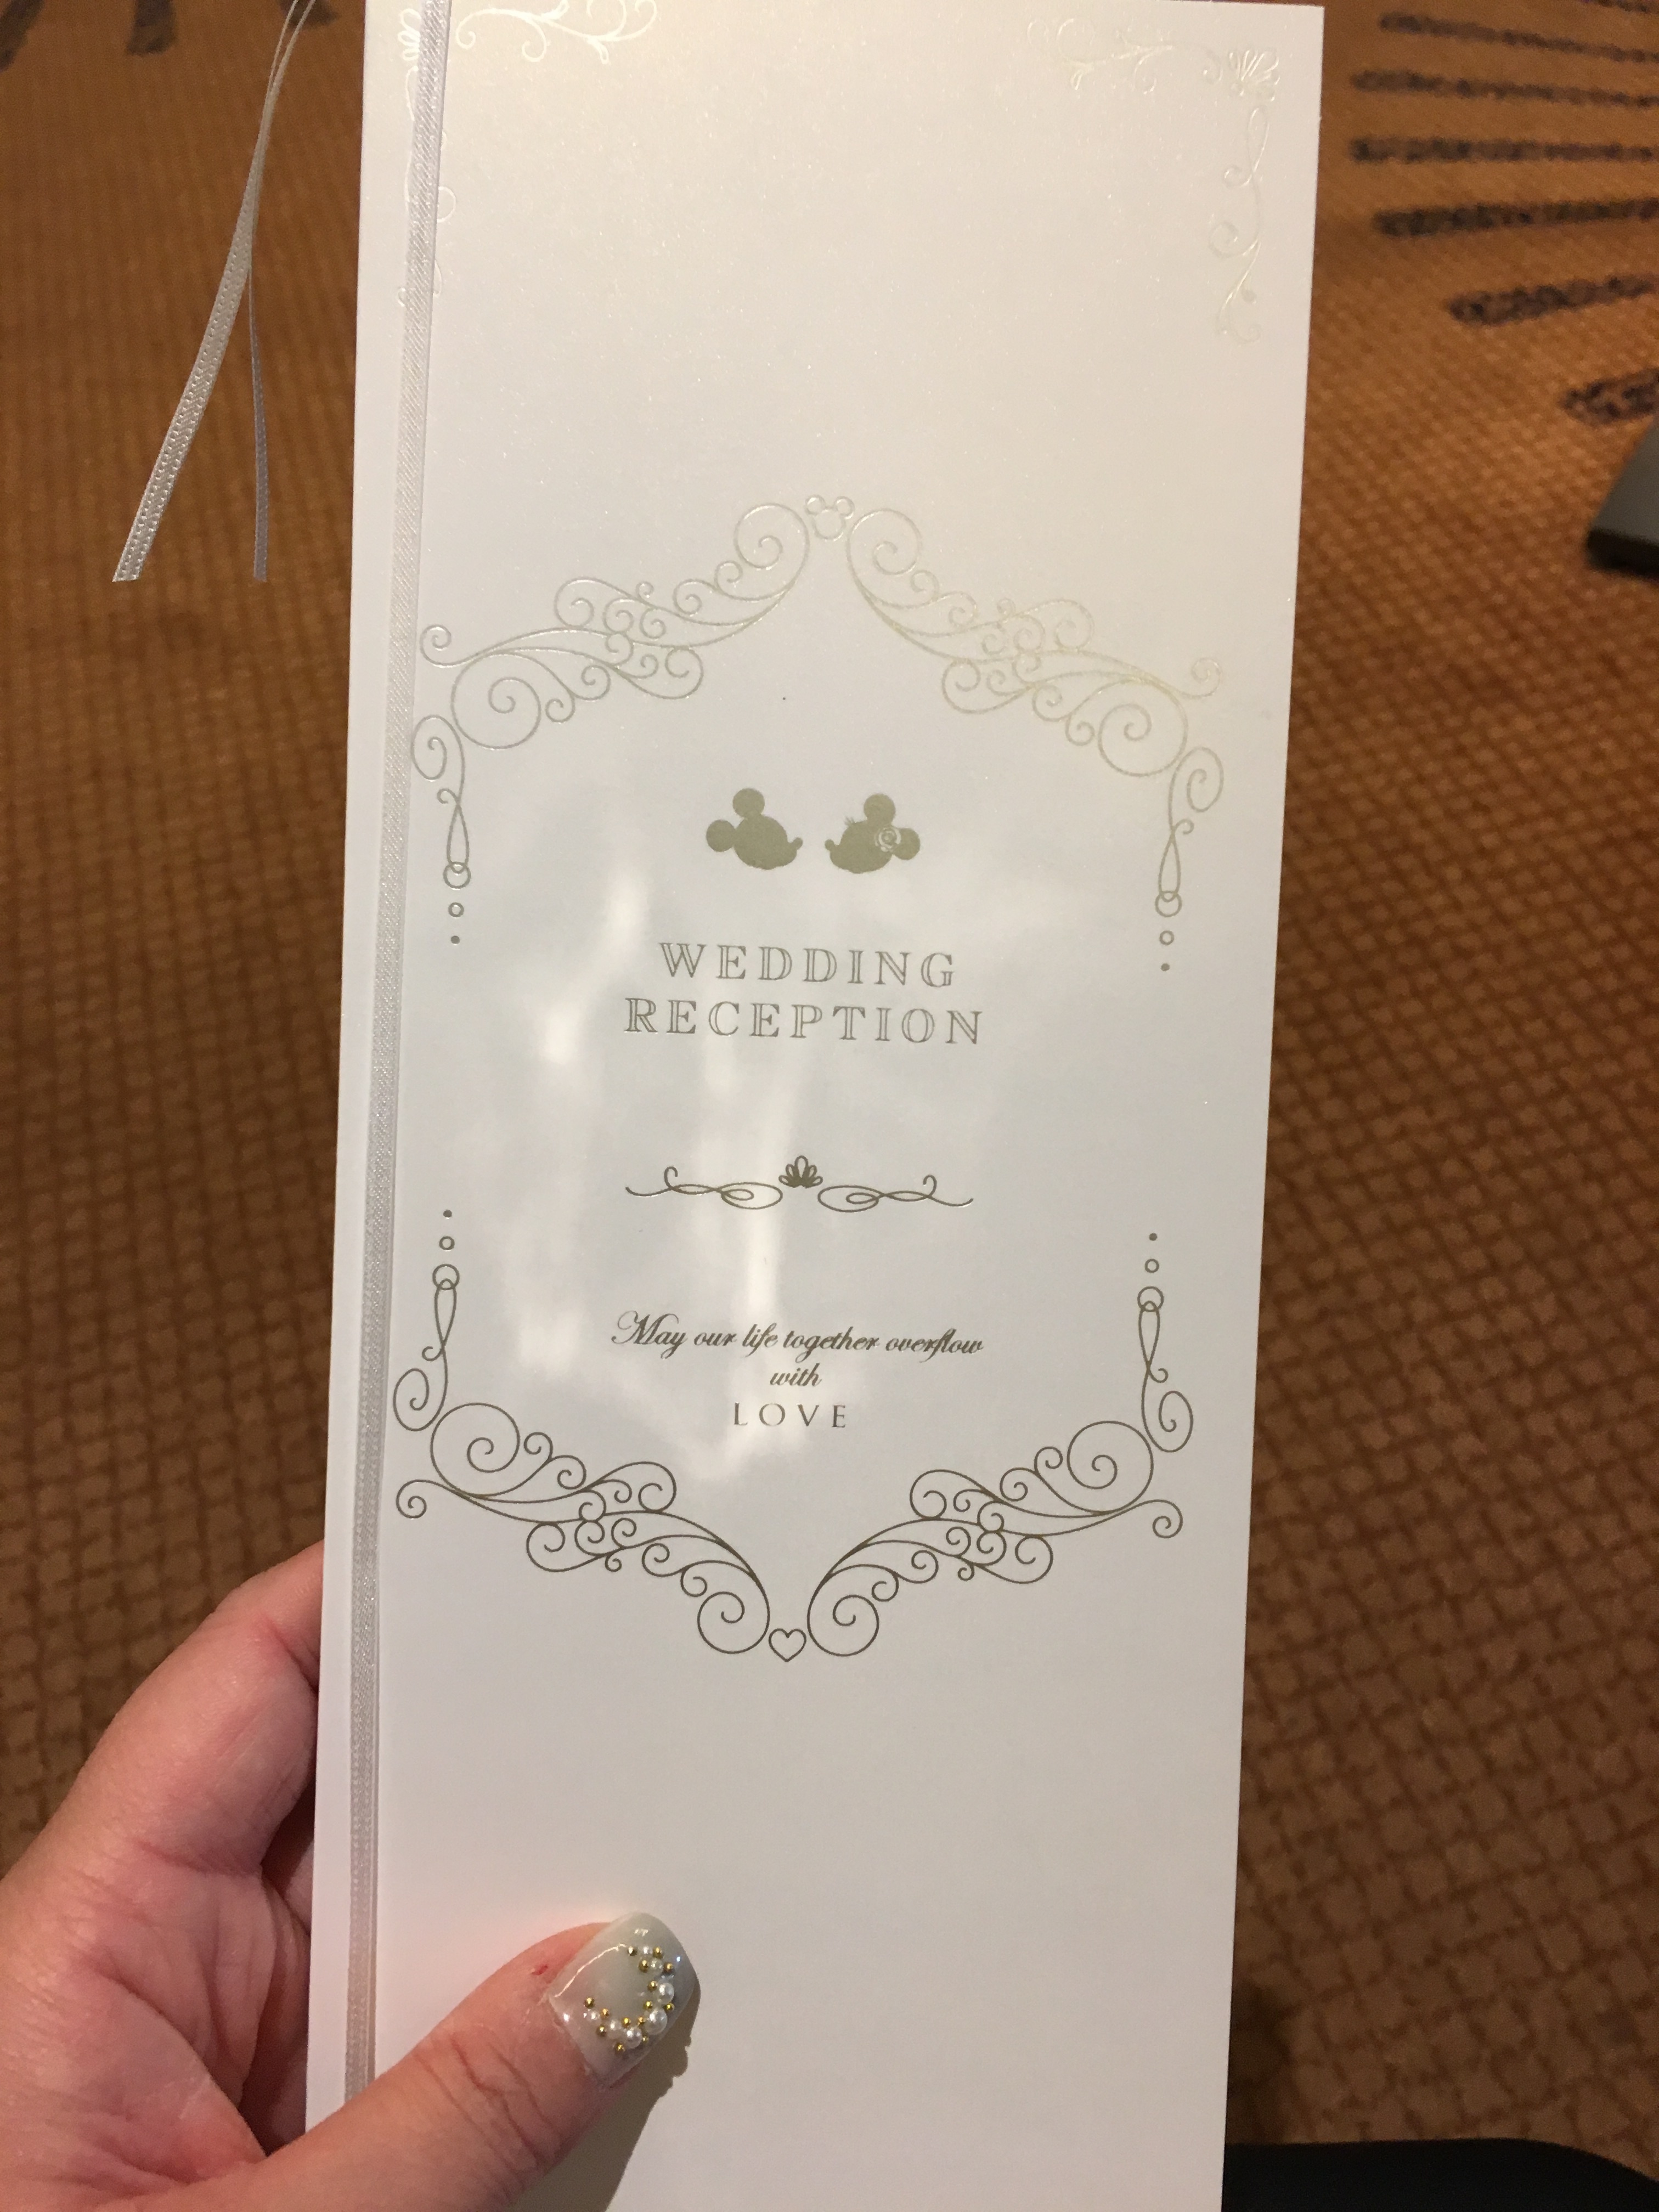 WEDDING
RECEPTION
May our life together overflow
with
LOVE